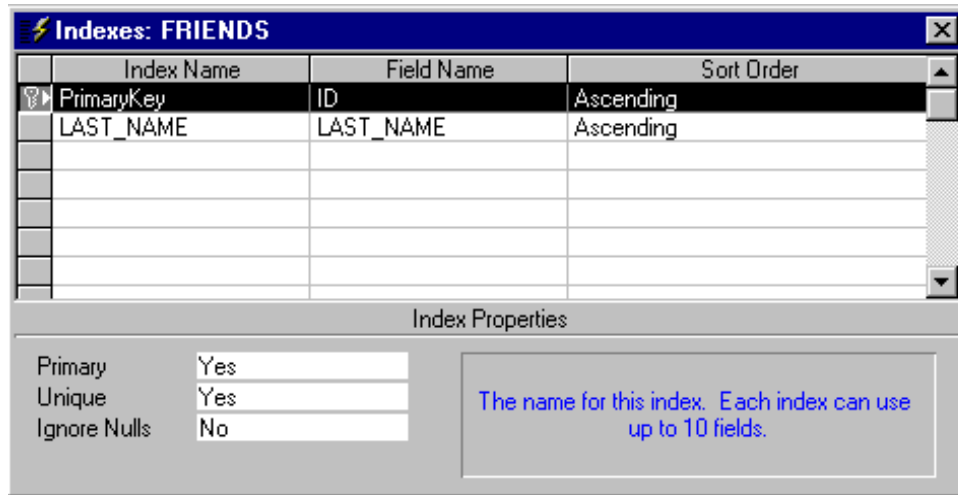 Indexes: FRIENDS
Index Name Field Name Sort Order
PrimaryKey ID Ascending
LAST_NAME LAST_NAME Ascending
Index Properties
Primary Yes
Unique Yes
Ignore Nulls No
The name for this index. Each index can use
up to 10 fields.